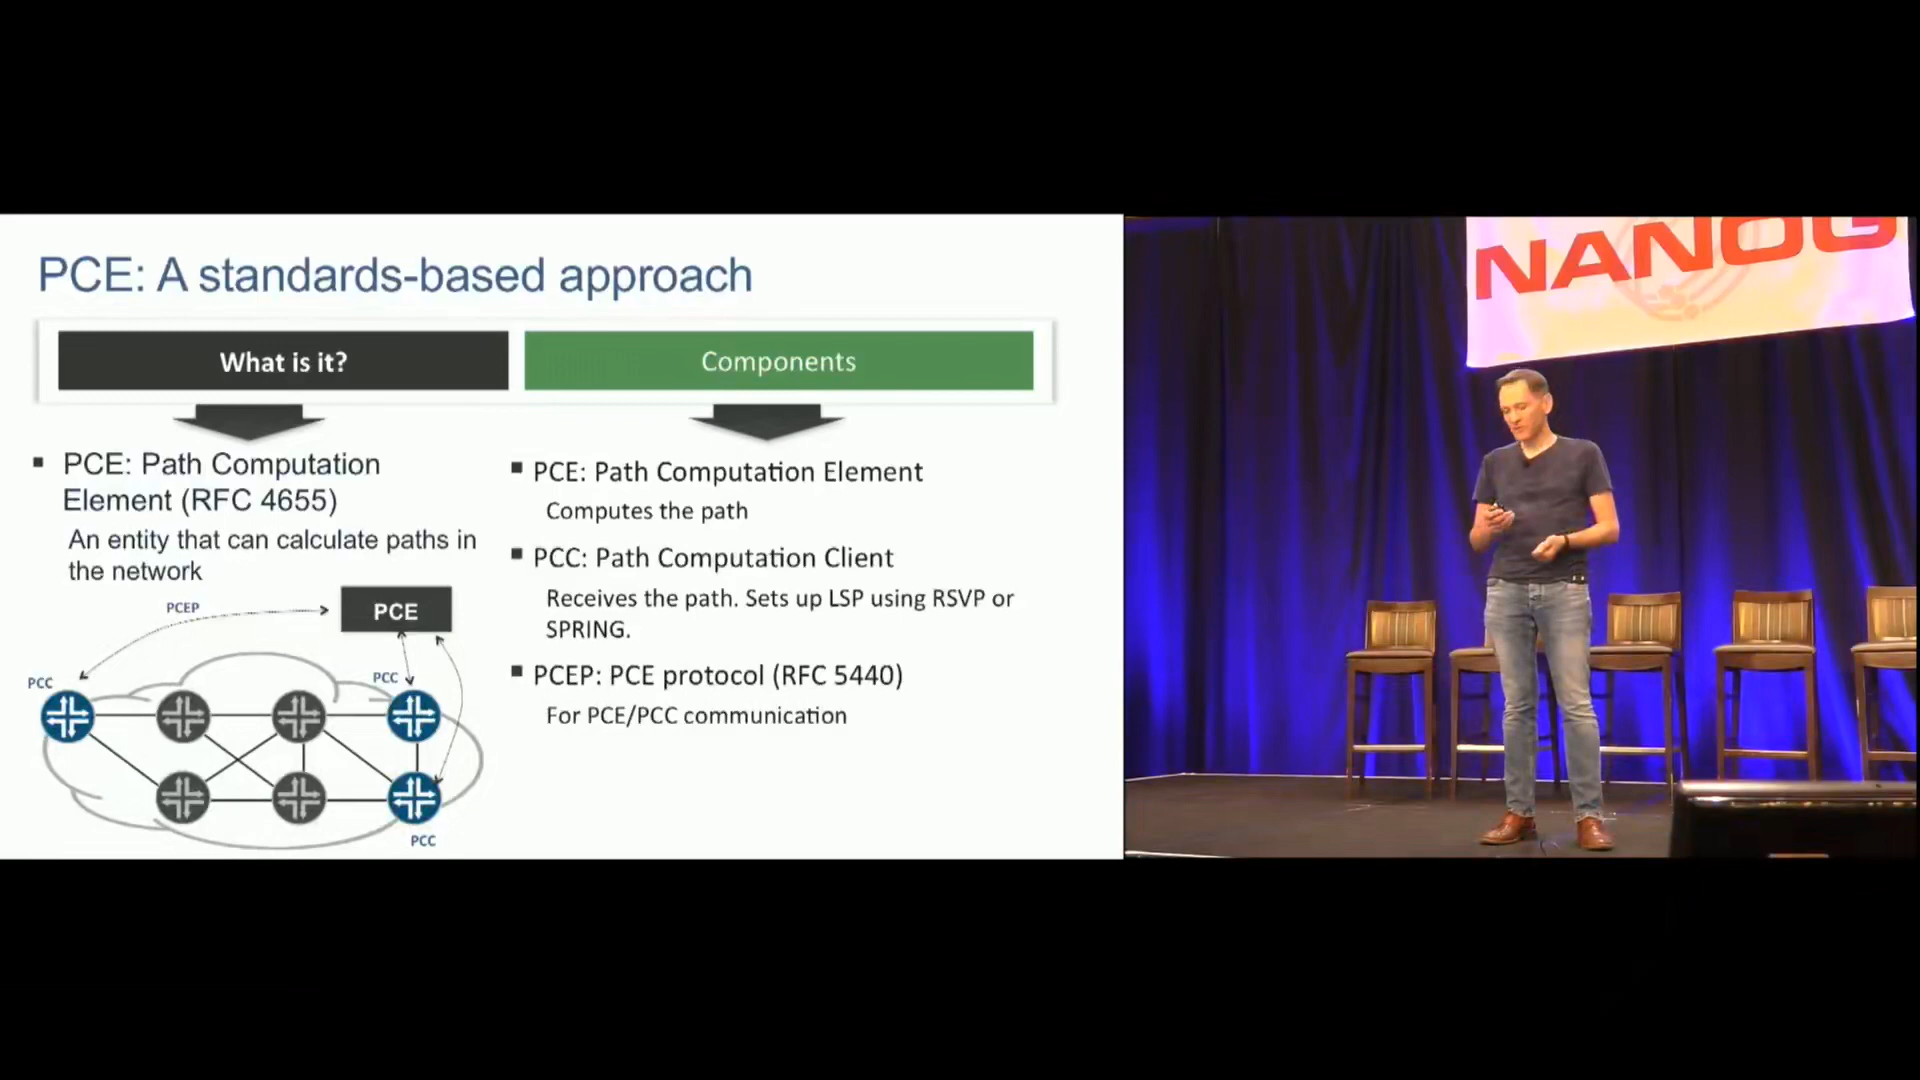 PCE: A standards-based approach
What is it?
Components
▪ PCE: Path Computation
Element (RFC 4655)
An entity that can calculate paths in
the network
PCEP
PCE
PCC
PCC
PCC
▪ PCE: Path Computation Element
Computes the path
▪ PCC: Path Computation Client
Receives the path. Sets up LSP using RSVP or
SPRING.
▪ PCEP: PCE protocol (RFC 5440)
For PCE/PCC communication
NANOG